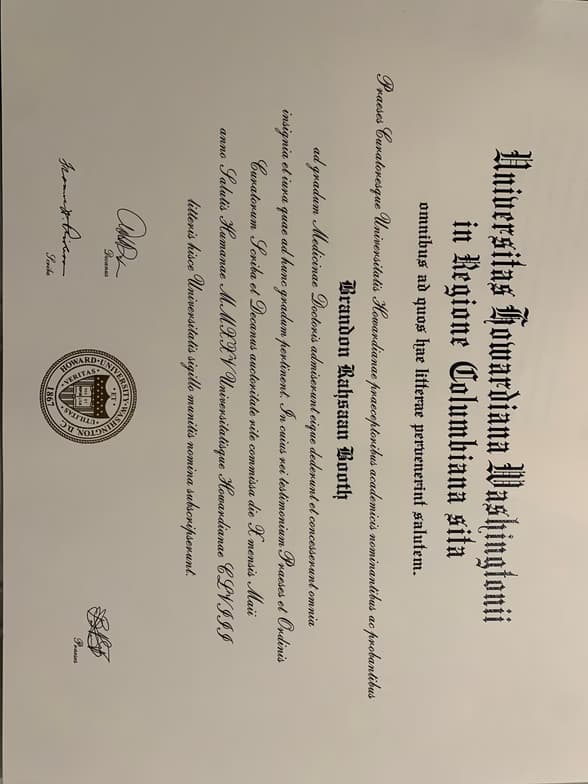 Universitas Howardiana Washingtonii
in Regione Columbiana sita
omnibus ad quos hae litterae pervenerint salutem.
Praeses Curatoresque Universitatis Howardianae praeceptoribus academicis nominantibus ac probantibus
Brandon Rahsaan Booth
ad gradum Medicinae Doctoris admiserunt eique dederunt et concesserunt omnia
insignia et iura quae ad hunc gradum pertinent. In cuius rei testimonium Praeses et Ordinis
Curatorum Scriba et Decanus auctoritate rite commissa die X mensis Maii
anno Salutis Humanae MMXXV Universitatisque Howardianae CLVIII
litteris hisce Universitatis sigillo munitis nomina subscripserunt.
Decanus
Scriba
HOWARD·UNIVERSITY·WASHINGTON, D.C.
VERITAS·ET·UTILITAS
1867
Praeses